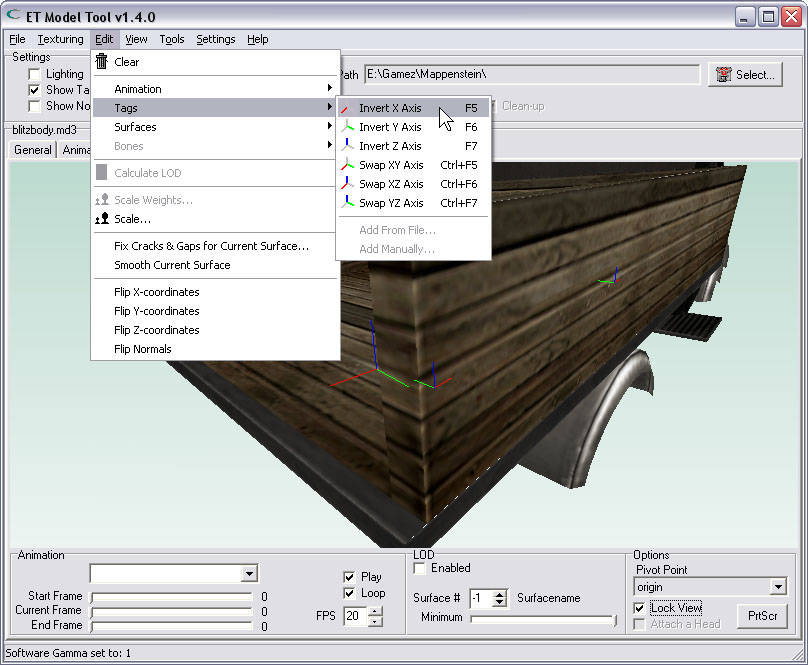 ET Model Tool v1.4.0
File Texturing Edit View Tools Settings Help
Settings
Lighting
Show Ta
Show No
Path E:\Gamez\Mappenstein\ Select...
Clean-up
blitzbody.md3
General Anima
Clear
Animation
Tags
Surfaces
Bones
Calculate LOD
Scale Weights...
Scale...
Fix Cracks & Gaps for Current Surface...
Smooth Current Surface
Flip X-coordinates
Flip Y-coordinates
Flip Z-coordinates
Flip Normals
Invert X Axis F5
Invert Y Axis F6
Invert Z Axis F7
Swap XY Axis Ctrl+F5
Swap XZ Axis Ctrl+F6
Swap YZ Axis Ctrl+F7
Add From File...
Add Manually...
Animation
Start Frame 0
Current Frame 0
End Frame 0
Play
Loop
FPS 20
LOD
Enabled
Surface # -1 Surfacename
Minimum
Options
Pivot Point
origin
Lock View
Attach a Head
PrtScr
Software Gamma set to: 1